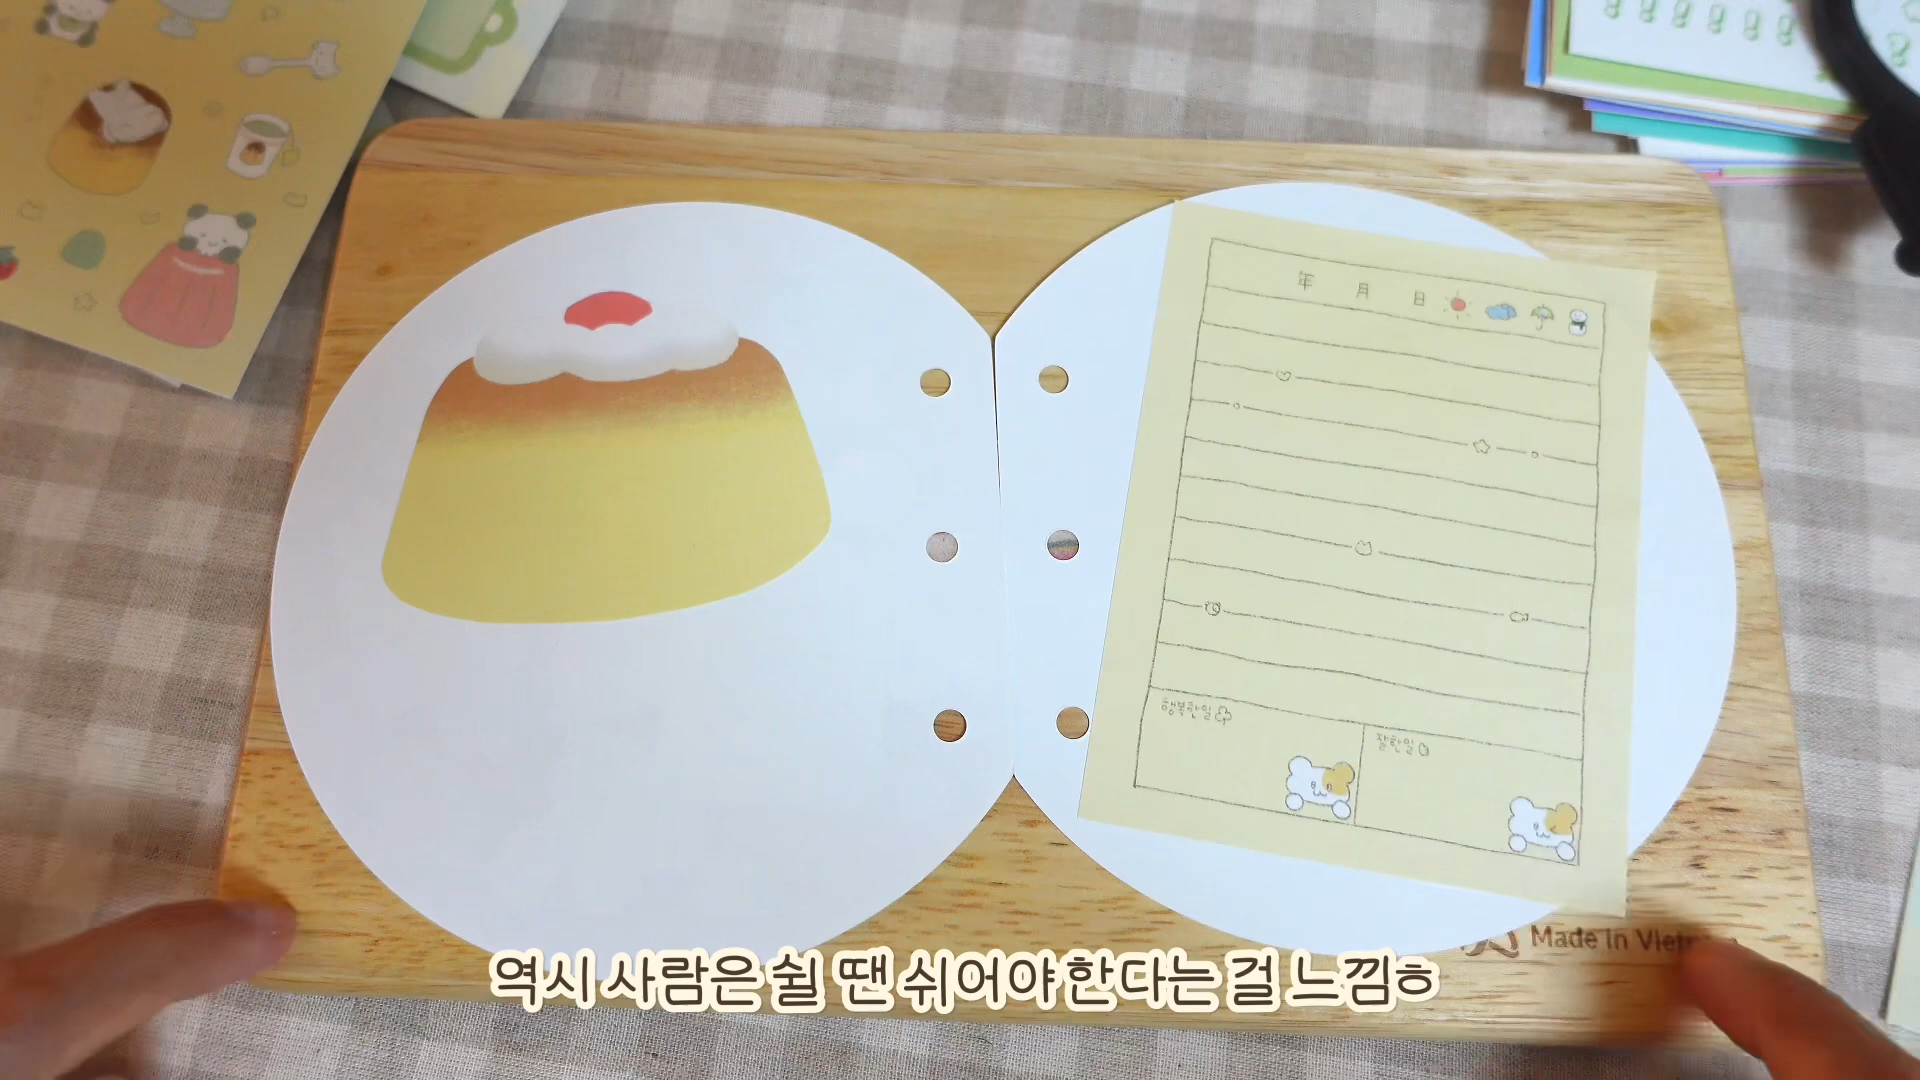 年 月 日
행복한일
잘한일
Made in Vietnam
역시 사람은 쉴 땐 쉬어야 한다는 걸 느낌ㅎ